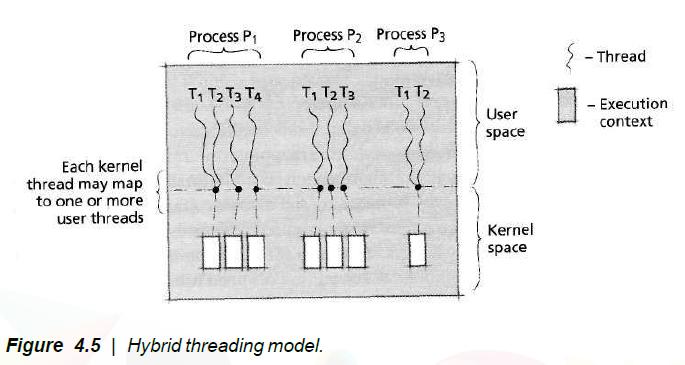 Process P1 Process P2 Process P3
T1 T2 T3 T4 T1 T2 T3 T1 T2
– Thread
– Execution
context
User
space
Each kernel
thread may map
to one or more
user threads
Kernel
space
Figure 4.5 | Hybrid threading model.